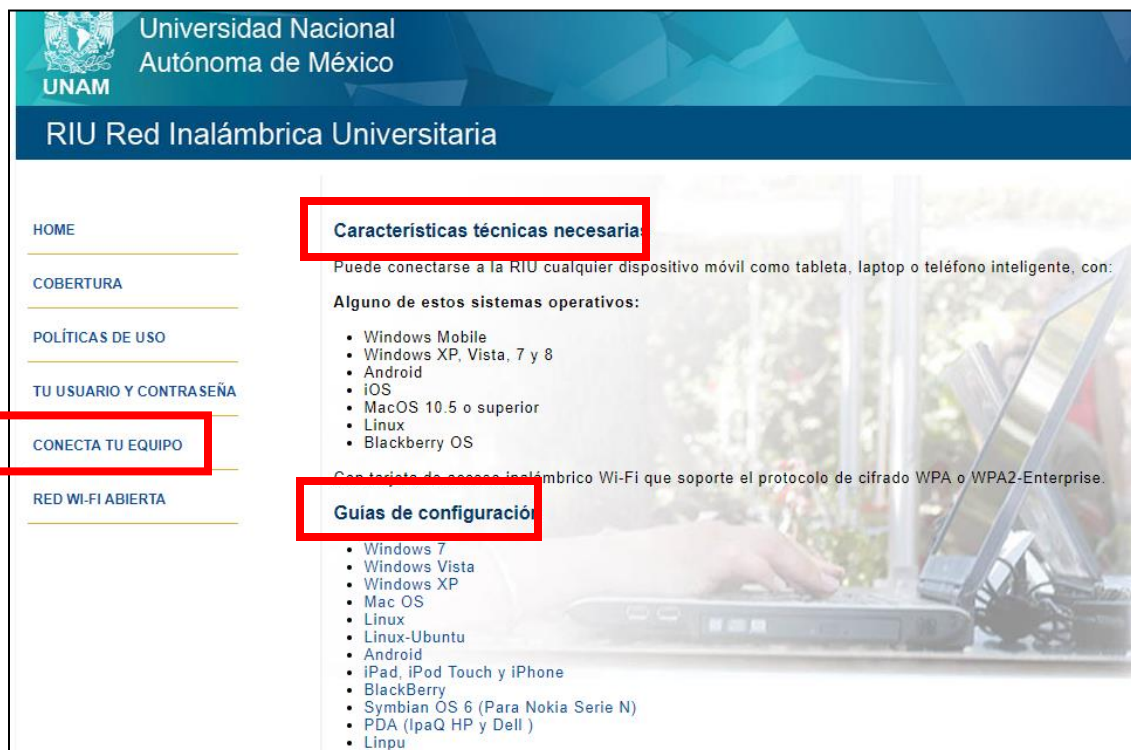 Universidad Nacional
Autónoma de México
UNAM
RIU Red Inalámbrica Universitaria
HOME
COBERTURA
POLÍTICAS DE USO
TU USUARIO Y CONTRASEÑA
CONECTA TU EQUIPO
RED WI-FI ABIERTA
Características técnicas necesarias
Puede conectarse a la RIU cualquier dispositivo móvil como tableta, laptop o teléfono inteligente, con:
Alguno de estos sistemas operativos:
• Windows Mobile
• Windows XP, Vista, 7 y 8
• Android
• iOS
• MacOS 10.5 o superior
• Linux
• Blackberry OS
Con tarjeta de acceso inalámbrico Wi-Fi que soporte el protocolo de cifrado WPA o WPA2-Enterprise.
Guías de configuración
• Windows 7
• Windows Vista
• Windows XP
• Mac OS
• Linux
• Linux-Ubuntu
• Android
• iPad, iPod Touch y iPhone
• BlackBerry
• Symbian OS 6 (Para Nokia Serie N)
• PDA (IpaQ HP y Dell )
• Linpu